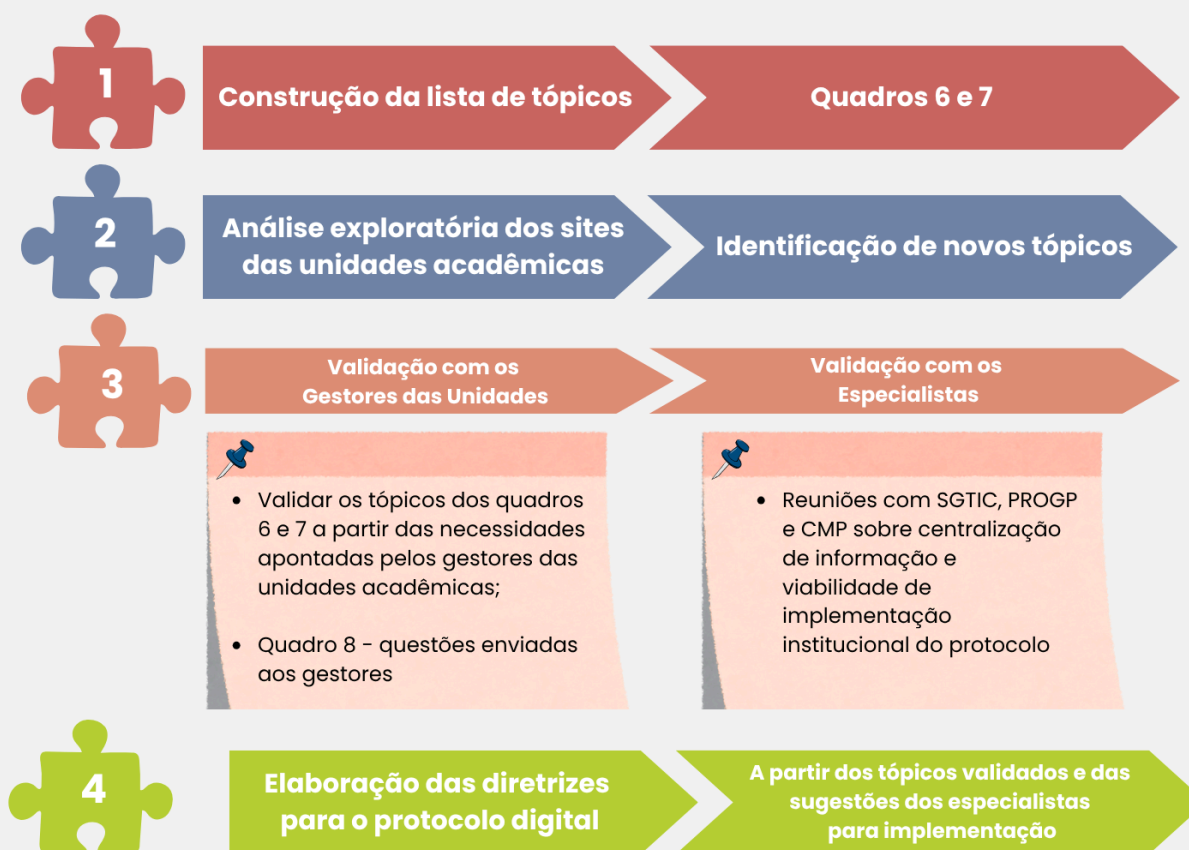 1
Construção da lista de tópicos
Quadros 6 e 7
2
Análise exploratória dos sites
das unidades acadêmicas
Identificação de novos tópicos
3
Validação com os
Gestores das Unidades
Validação com os
Especialistas
• Validar os tópicos dos quadros
6 e 7 a partir das necessidades
apontadas pelos gestores das
unidades acadêmicas;
• Quadro 8 - questões enviadas
aos gestores
• Reuniões com SGTIC, PROGP
e CMP sobre centralização
de informação e
viabilidade de
implementação
institucional do protocolo
4
Elaboração das diretrizes
para o protocolo digital
A partir dos tópicos validados e das
sugestões dos especialistas
para implementação